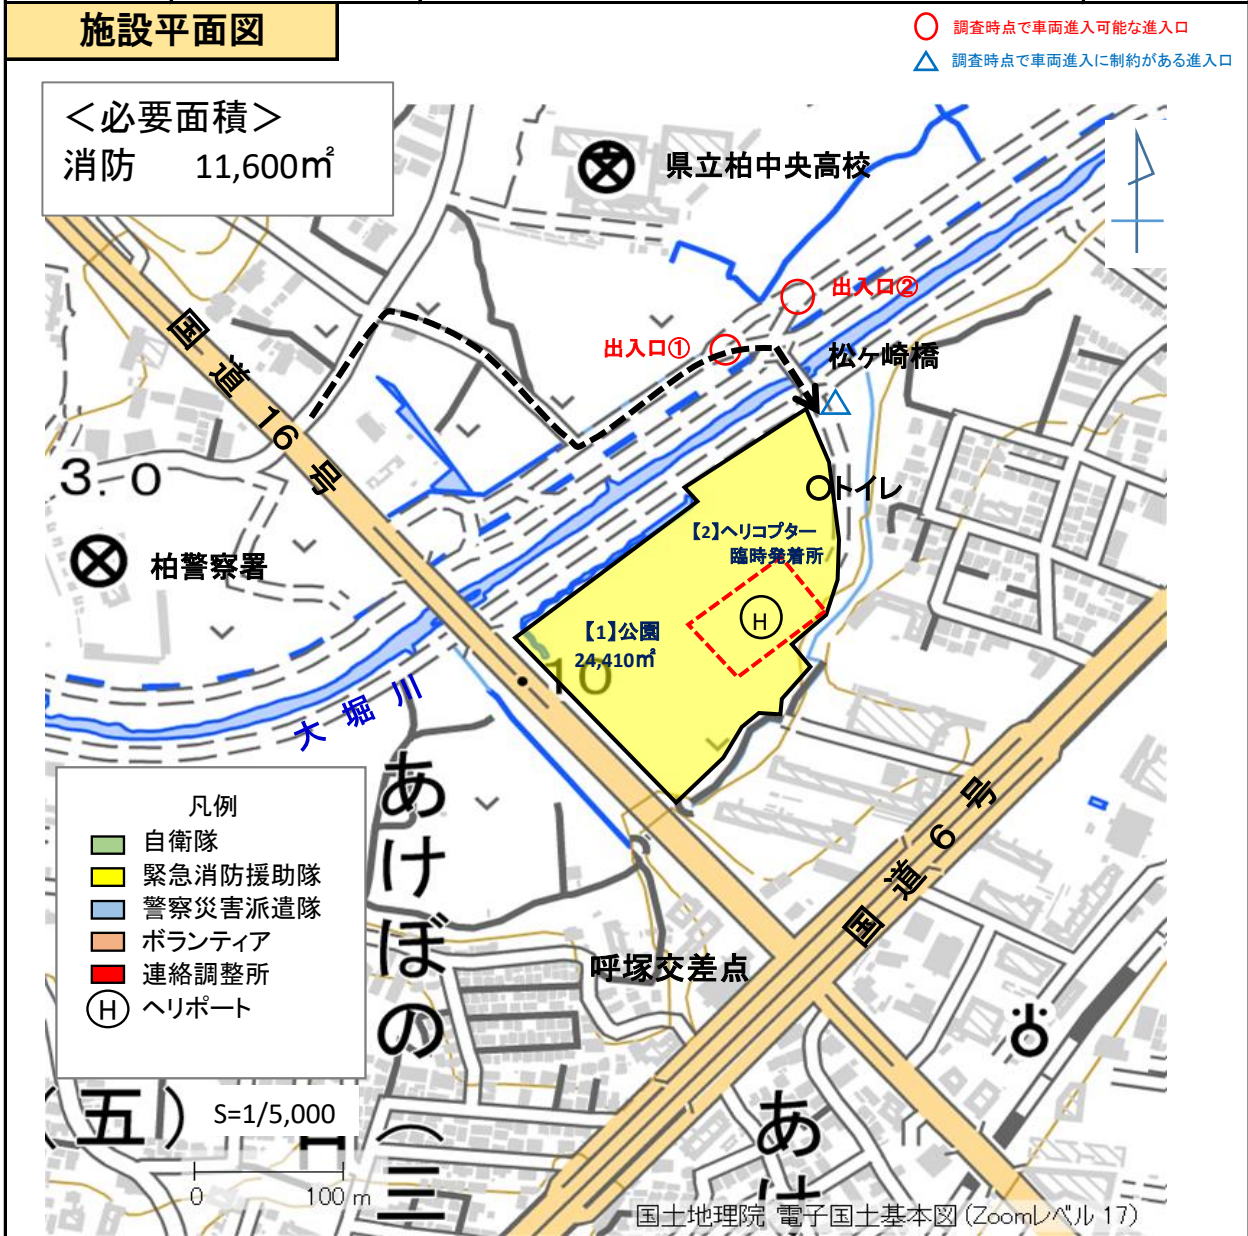 施設平面図
調査時点で車両進入可能な進入口
調査時点で車両進入に制約がある進入口
＜必要面積＞
消防　11,600㎡
県立柏中央高校
出入口②
出入口①
松ヶ崎橋
国道16号
3.0
トイレ
柏警察署
【2】ヘリコプター
臨時発着所
H
【1】公園
24,410㎡
10
大堀川
あけぼの(三)
凡例
自衛隊
緊急消防援助隊
警察災害派遣隊
ボランティア
連絡調整所
H ヘリポート
国道6号
呼塚交差点
(五)
S=1/5,000
あけ
0 100 m
国土地理院 電子国土基本図(Zoomレベル 17)